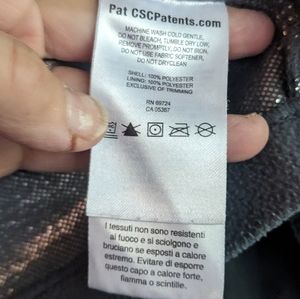 Pat CSCPatents.com
MACHINE WASH COLD GENTLE,
DO NOT BLEACH, TUMBLE DRY LOW,
REMOVE PROMPTLY, DO NOT IRON.
DO NOT USE FABRIC SOFTENER,
DO NOT DRYCLEAN
SHELL: 100% POLYESTER
LINING: 100% POLYESTER
EXCLUSIVE OF TRIMMING
RN 69724
CA 05367
I tessuti non sono resistenti
ai fuoco e si sciolgono e
bruciano se esposti a calore
estremo. Evitare di esporre
questo capo a calore forte,
fiamma o scintille.